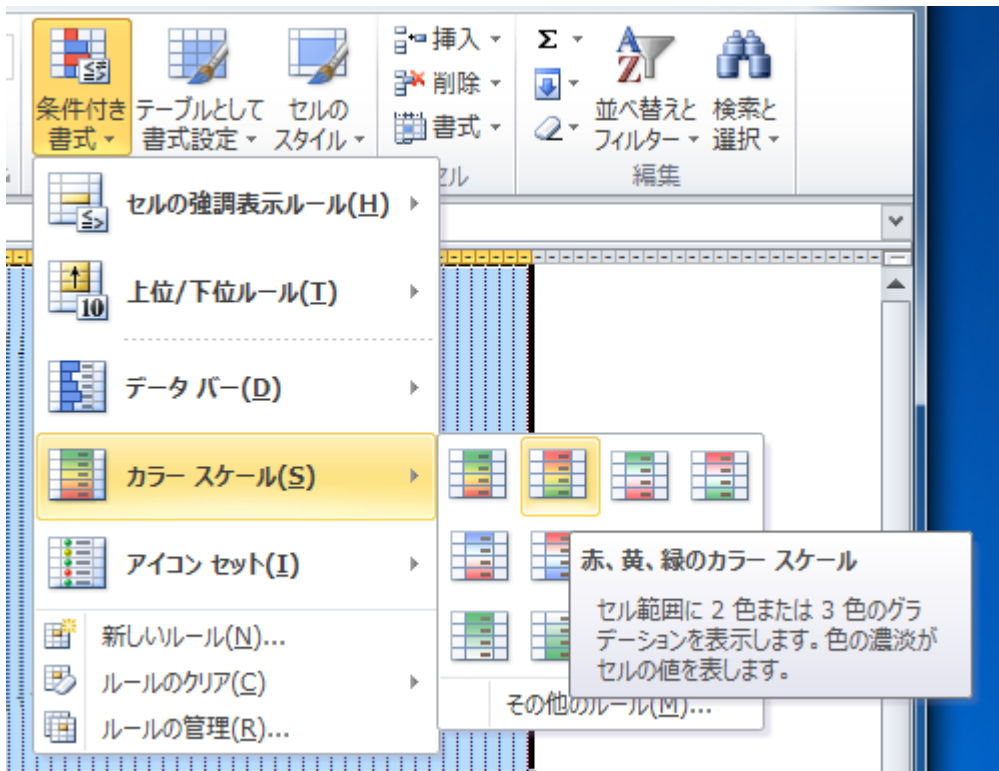 挿入
Σ
削除
条件付き
書式
テーブルとして
書式設定
セルの
スタイル
書式
並べ替えと
フィルター
検索と
選択
編集
セルの強調表示ルール(H)
上位/下位ルール(T)
10
データ バー(D)
カラー スケール(S)
アイコン セット(I)
新しいルール(N)...
ルールのクリア(C)
ルールの管理(R)...
赤、黄、緑のカラー スケール
セル範囲に 2 色または 3 色のグラ
デーションを表示します。色の濃淡が
セルの値を表します。
その他のルール(M)...